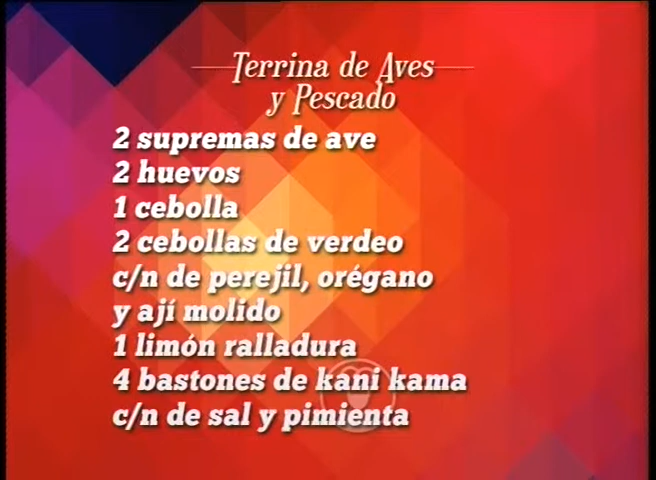 Terrina de Aves
y Pescado
2 supremas de ave
2 huevos
1 cebolla
2 cebollas de verdeo
c/n de perejil, orégano
y ají molido
1 limón ralladura
4 bastones de kani kama
c/n de sal y pimienta